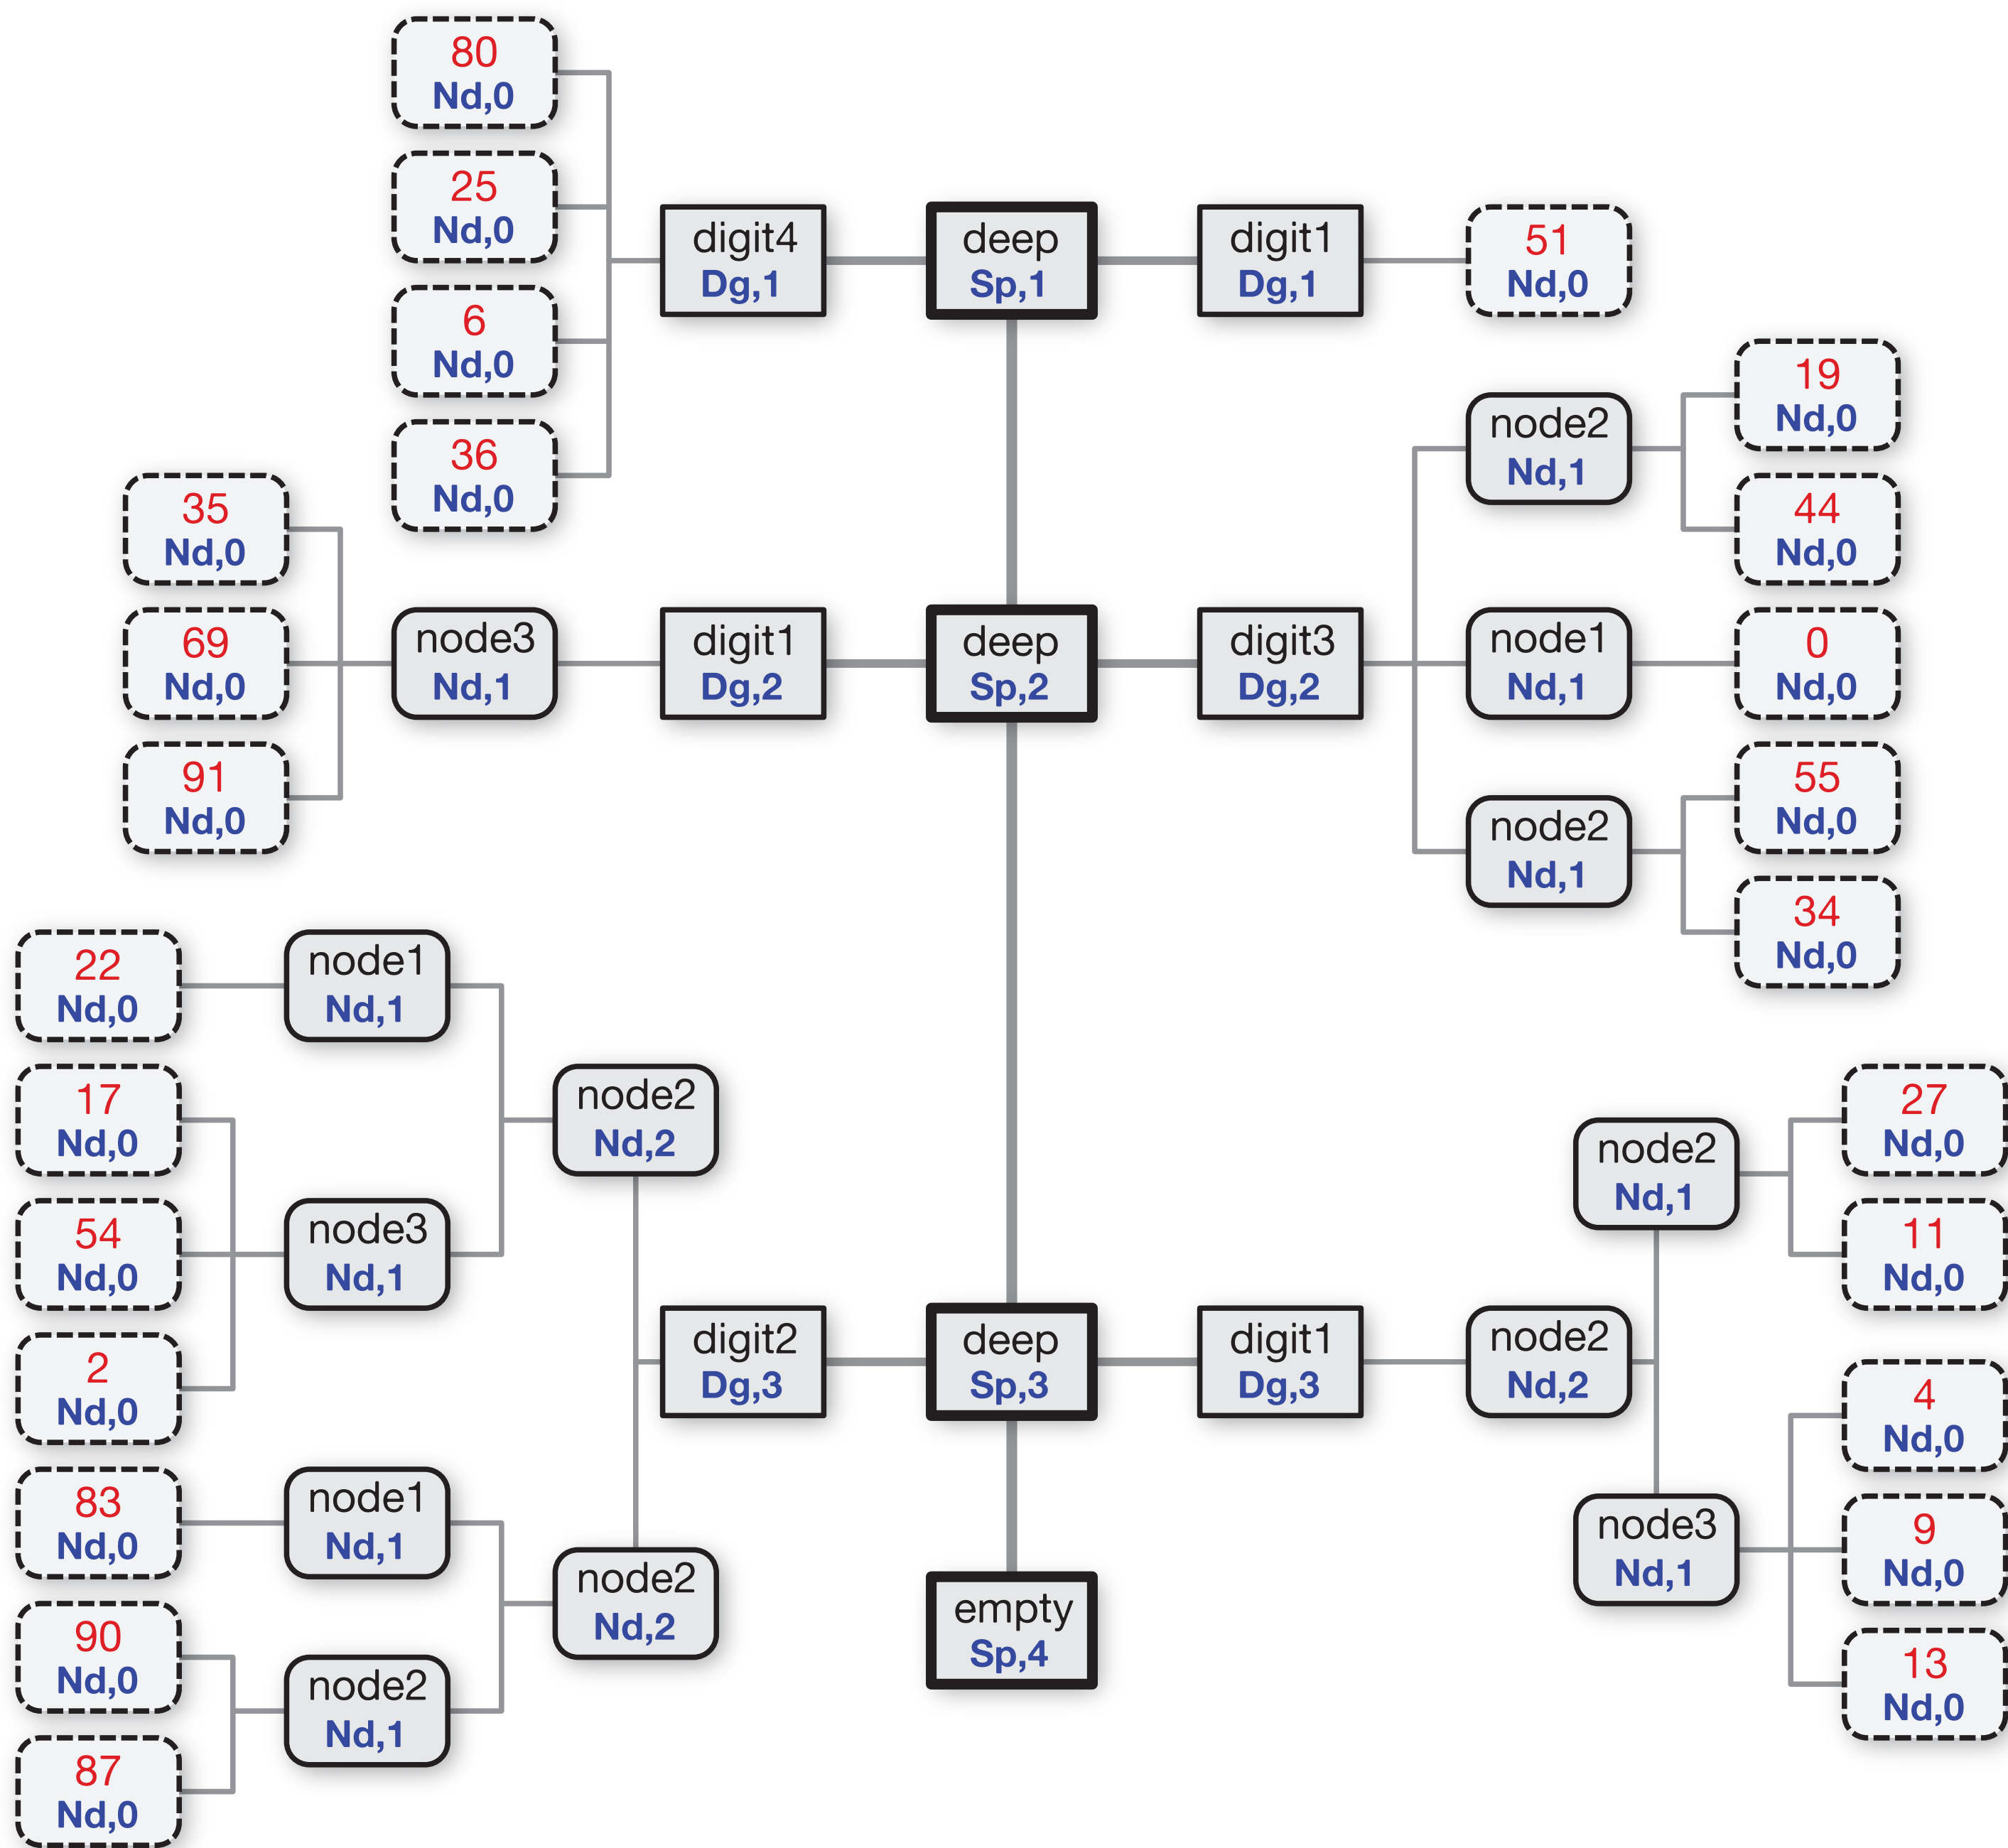 80
Nd,0
25
Nd,0
6
Nd,0
36
Nd,0
digit4
Dg,1
deep
Sp,1
digit1
Dg,1
51
Nd,0
35
Nd,0
69
Nd,0
91
Nd,0
node3
Nd,1
digit1
Dg,2
deep
Sp,2
digit3
Dg,2
node2
Nd,1
19
Nd,0
44
Nd,0
node1
Nd,1
0
Nd,0
node2
Nd,1
55
Nd,0
34
Nd,0
22
Nd,0
node1
Nd,1
17
Nd,0
54
Nd,0
2
Nd,0
node3
Nd,1
node2
Nd,2
83
Nd,0
node1
Nd,1
90
Nd,0
87
Nd,0
node2
Nd,1
node2
Nd,2
digit2
Dg,3
deep
Sp,3
digit1
Dg,3
node2
Nd,2
node2
Nd,1
27
Nd,0
11
Nd,0
node3
Nd,1
4
Nd,0
9
Nd,0
13
Nd,0
empty
Sp,4